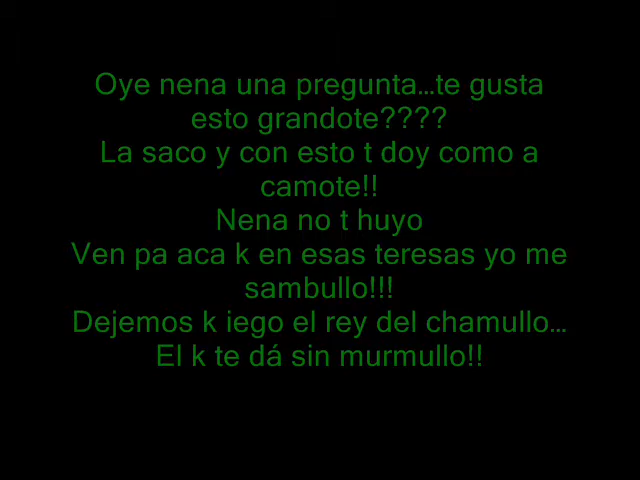 Oye nena una pregunta...te gusta
esto grandote????
La saco y con esto t doy como a
camote!!
Nena no t huyo
Ven pa aca k en esas teresas yo me
sambullo!!!
Dejemos k iego el rey del chamullo...
El k te dá sin murmullo!!